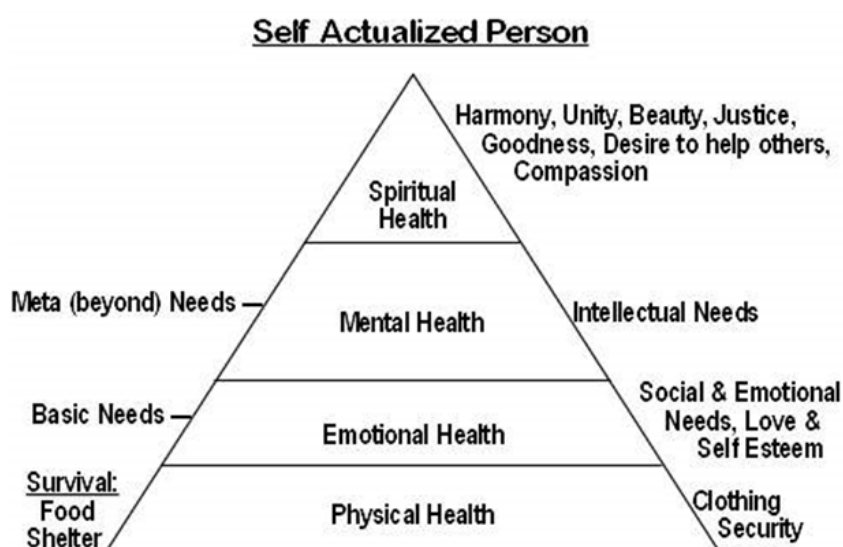 Self Actualized Person
Harmony, Unity, Beauty, Justice,
Goodness, Desire to help others,
Compassion
Spiritual
Health
Meta (beyond) Needs
Mental Health
Intellectual Needs
Basic Needs
Emotional Health
Social & Emotional
Needs, Love &
Self Esteem
Survival:
Food
Shelter
Physical Health
Clothing
Security